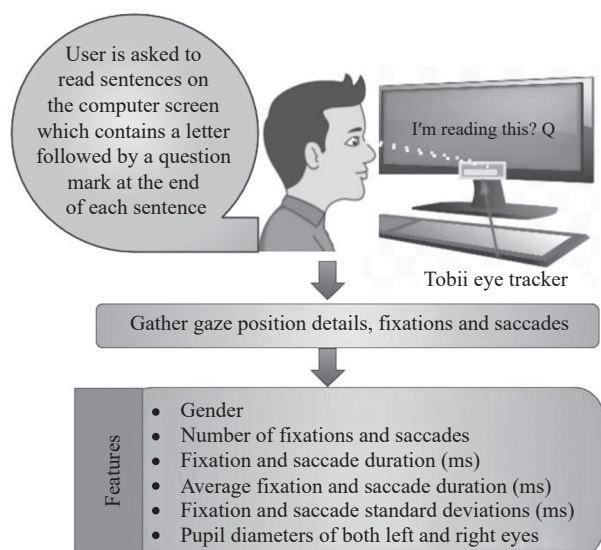 User is asked to
read sentences on
the computer screen
which contains a letter
followed by a question
mark at the end
of each sentence
I'm reading this? Q
Tobii eye tracker
Gather gaze position details, fixations and saccades
Features
• Gender
• Number of fixations and saccades
• Fixation and saccade duration (ms)
• Average fixation and saccade duration (ms)
• Fixation and saccade standard deviations (ms)
• Pupil diameters of both left and right eyes